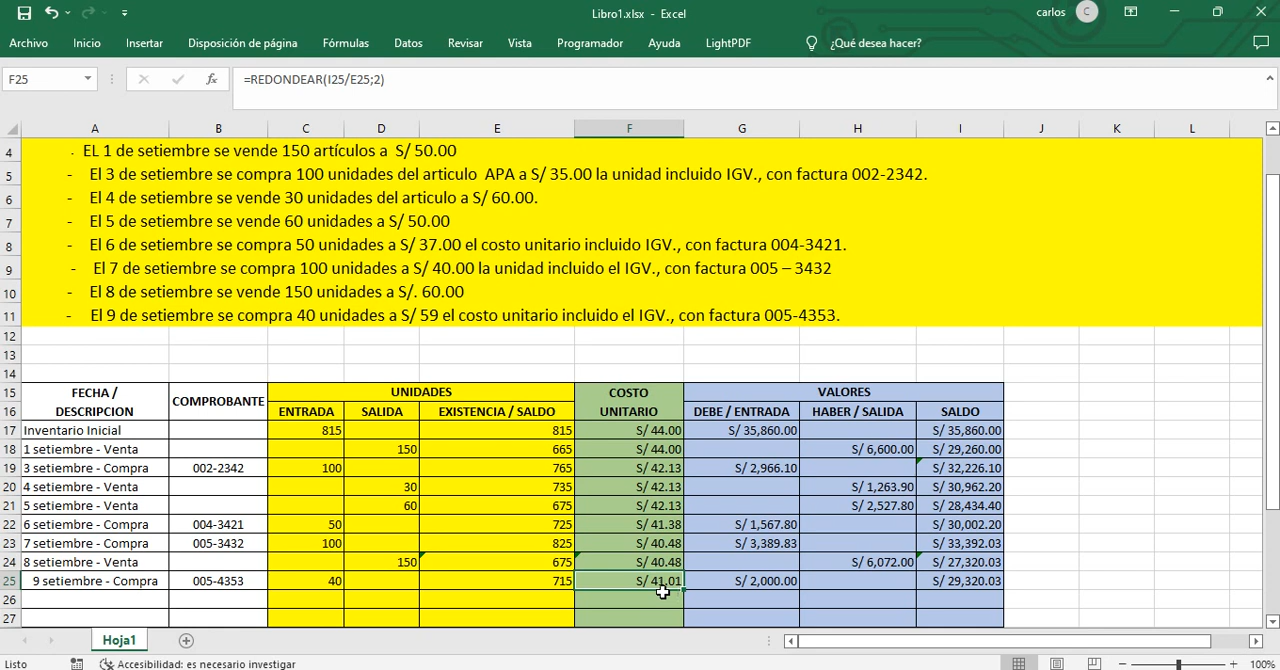 Libro1.xlsx - Excel
carlos C
Archivo Inicio Insertar Disposición de página Fórmulas Datos Revisar Vista Programador Ayuda LightPDF ¿Qué desea hacer?
F25 fx =REDONDEAR(I25/E25;2)
A B C D E F G H I J K L
4 - EL 1 de setiembre se vende 150 artículos a S/ 50.00
5 - El 3 de setiembre se compra 100 unidades del articulo APA a S/ 35.00 la unidad incluido IGV., con factura 002-2342.
6 - El 4 de setiembre se vende 30 unidades del articulo a S/ 60.00.
7 - El 5 de setiembre se vende 60 unidades a S/ 50.00
8 - El 6 de setiembre se compra 50 unidades a S/ 37.00 el costo unitario incluido IGV., con factura 004-3421.
9 - El 7 de setiembre se compra 100 unidades a S/ 40.00 la unidad incluido el IGV., con factura 005 – 3432
10 - El 8 de setiembre se vende 150 unidades a S/. 60.00
11 - El 9 de setiembre se compra 40 unidades a S/ 59 el costo unitario incluido el IGV., con factura 005-4353.
12
13
14
15 FECHA / COMPROBANTE UNIDADES COSTO VALORES
16 DESCRIPCION ENTRADA SALIDA EXISTENCIA / SALDO UNITARIO DEBE / ENTRADA HABER / SALIDA SALDO
17 Inventario Inicial 815 815 S/ 44.00 S/ 35,860.00 S/ 35,860.00
18 1 setiembre - Venta 150 665 S/ 44.00 S/ 6,600.00 S/ 29,260.00
19 3 setiembre - Compra 002-2342 100 765 S/ 42.13 S/ 2,966.10 S/ 32,226.10
20 4 setiembre - Venta 30 735 S/ 42.13 S/ 1,263.90 S/ 30,962.20
21 5 setiembre - Venta 60 675 S/ 42.13 S/ 2,527.80 S/ 28,434.40
22 6 setiembre - Compra 004-3421 50 725 S/ 41.38 S/ 1,567.80 S/ 30,002.20
23 7 setiembre - Compra 005-3432 100 825 S/ 40.48 S/ 3,389.83 S/ 33,392.03
24 8 setiembre - Venta 150 675 S/ 40.48 S/ 6,072.00 S/ 27,320.03
25 9 setiembre - Compra 005-4353 40 715 S/ 41.01 S/ 2,000.00 S/ 29,320.03
26
27
Hoja1
Listo Accesibilidad: es necesario investigar 100%